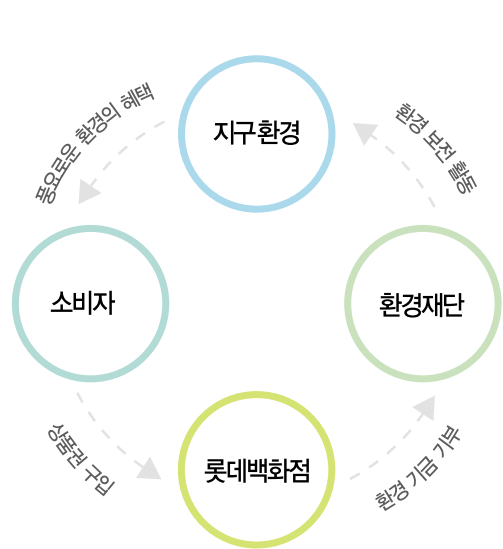 지구 환경
풍요로운 환경의 혜택
환경 보전 활동
소비자
환경재단
상품권 구입
롯데백화점
환경 기금 기부